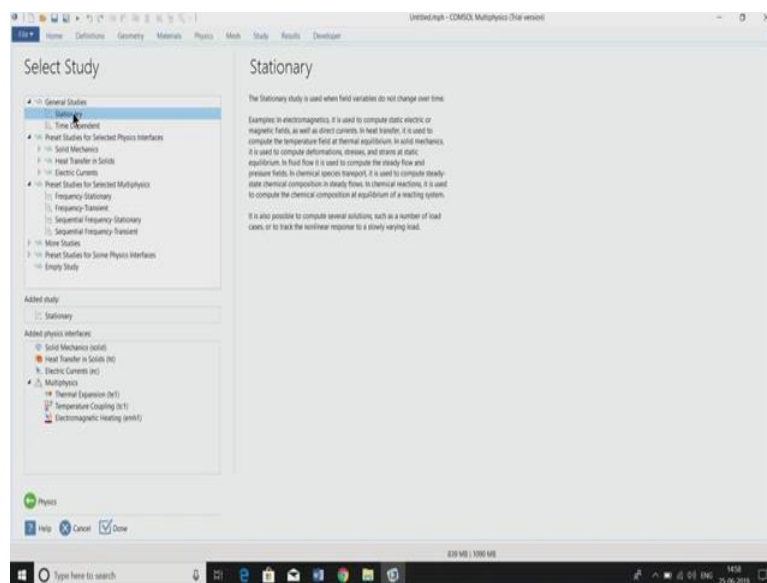 Untitled.mph - COMSOL Multiphysics (Trial version)
File Home Definitions Geometry Materials Physics Mesh Study Results Developer
Select Study
General Studies
Stationary
Time Dependent
Preset Studies for Selected Physics Interfaces
Solid Mechanics
Heat Transfer in Solids
Electric Currents
Preset Studies for Selected Multiphysics
Frequency-Stationary
Frequency-Transient
Sequential Frequency-Stationary
Sequential Frequency-Transient
More Studies
Preset Studies for Some Physics Interfaces
Empty Study
Added study:
Stationary
Added physics interfaces:
Solid Mechanics (solid)
Heat Transfer in Solids (ht)
Electric Currents (ec)
Multiphysics
Thermal Expansion (te1)
Temperature Coupling (tc1)
Electromagnetic Heating (emh1)
Physics
Help Cancel Done
Stationary
The Stationary study is used when field variables do not change over time.
Examples: In electromagnetics, it is used to compute static electric or
magnetic fields, as well as direct currents. In heat transfer, it is used to
compute the temperature field at thermal equilibrium. In solid mechanics,
it is used to compute deformations, stresses, and strains at static
equilibrium. In fluid flow it is used to compute the steady flow and
pressure fields. In chemical species transport, it is used to compute steady-
state chemical composition in steady flows. In chemical reactions, it is used
to compute the chemical composition at equilibrium of a reacting system.
It is also possible to compute several solutions, such as a number of load
cases, or to track the nonlinear response to a slowly varying load.
Type here to search
ENG
14:58
25-06-2019